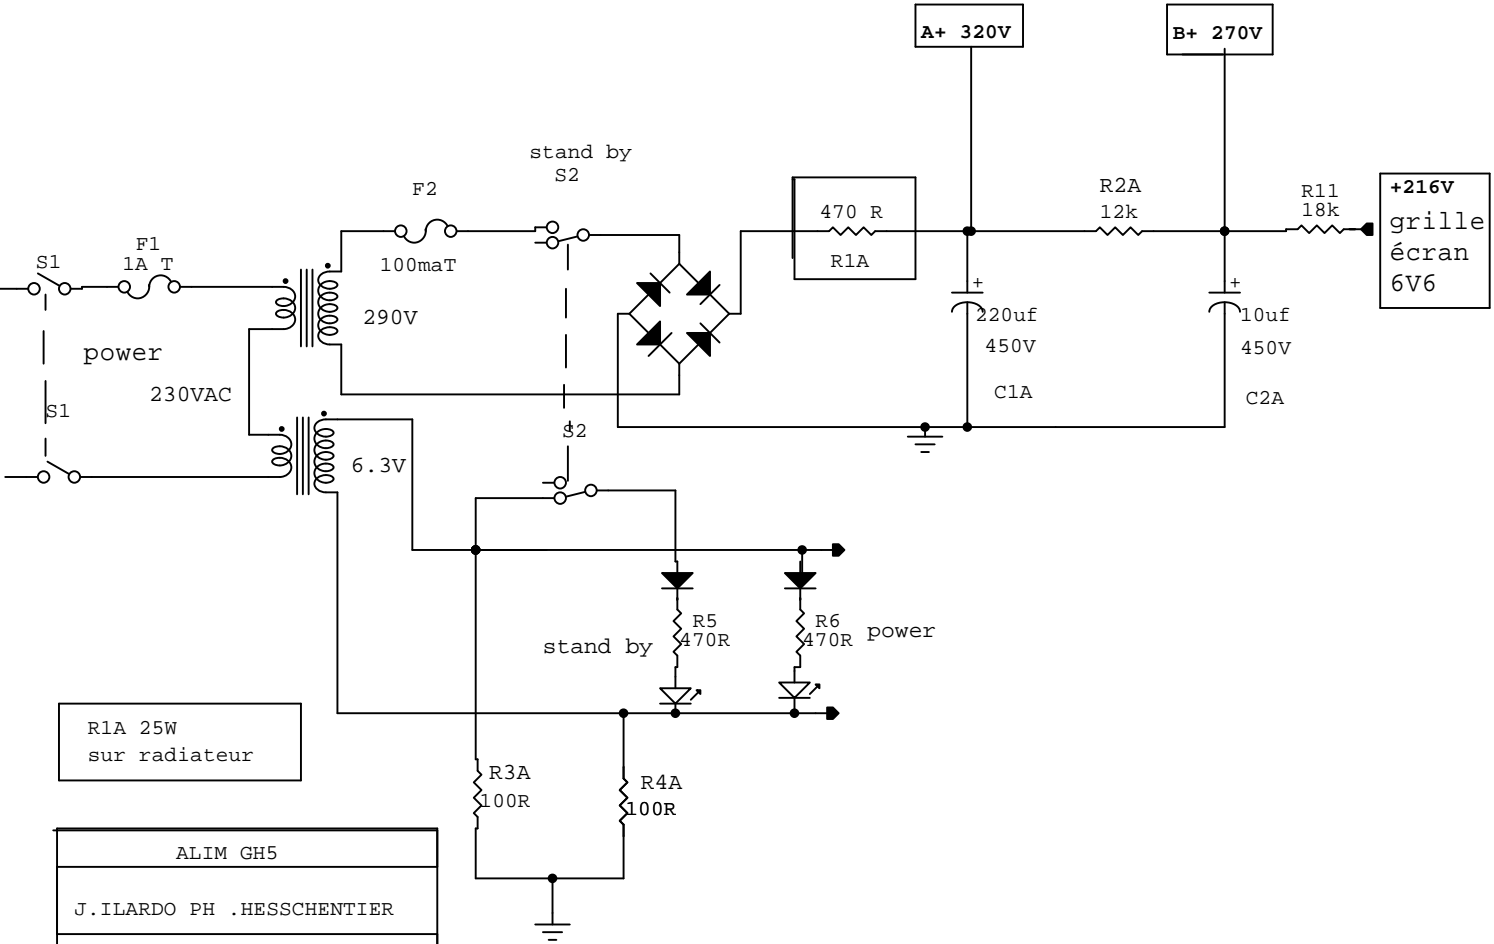 A+ 320V
B+ 270V
stand by
S2
F2
100maT
S1
F1
1A T
290V
470 R
R1A
R2A
12k
R11
18k
+216V
grille
écran
6V6
+
220uf
450V
C1A
+
10uf
450V
C2A
power
230VAC
S1
S2
6.3V
R5
470R
stand by
R6
470R
power
R1A 25W
sur radiateur
R3A
100R
R4A
100R
ALIM GH5
J.ILARDO PH .HESSCHENTIER